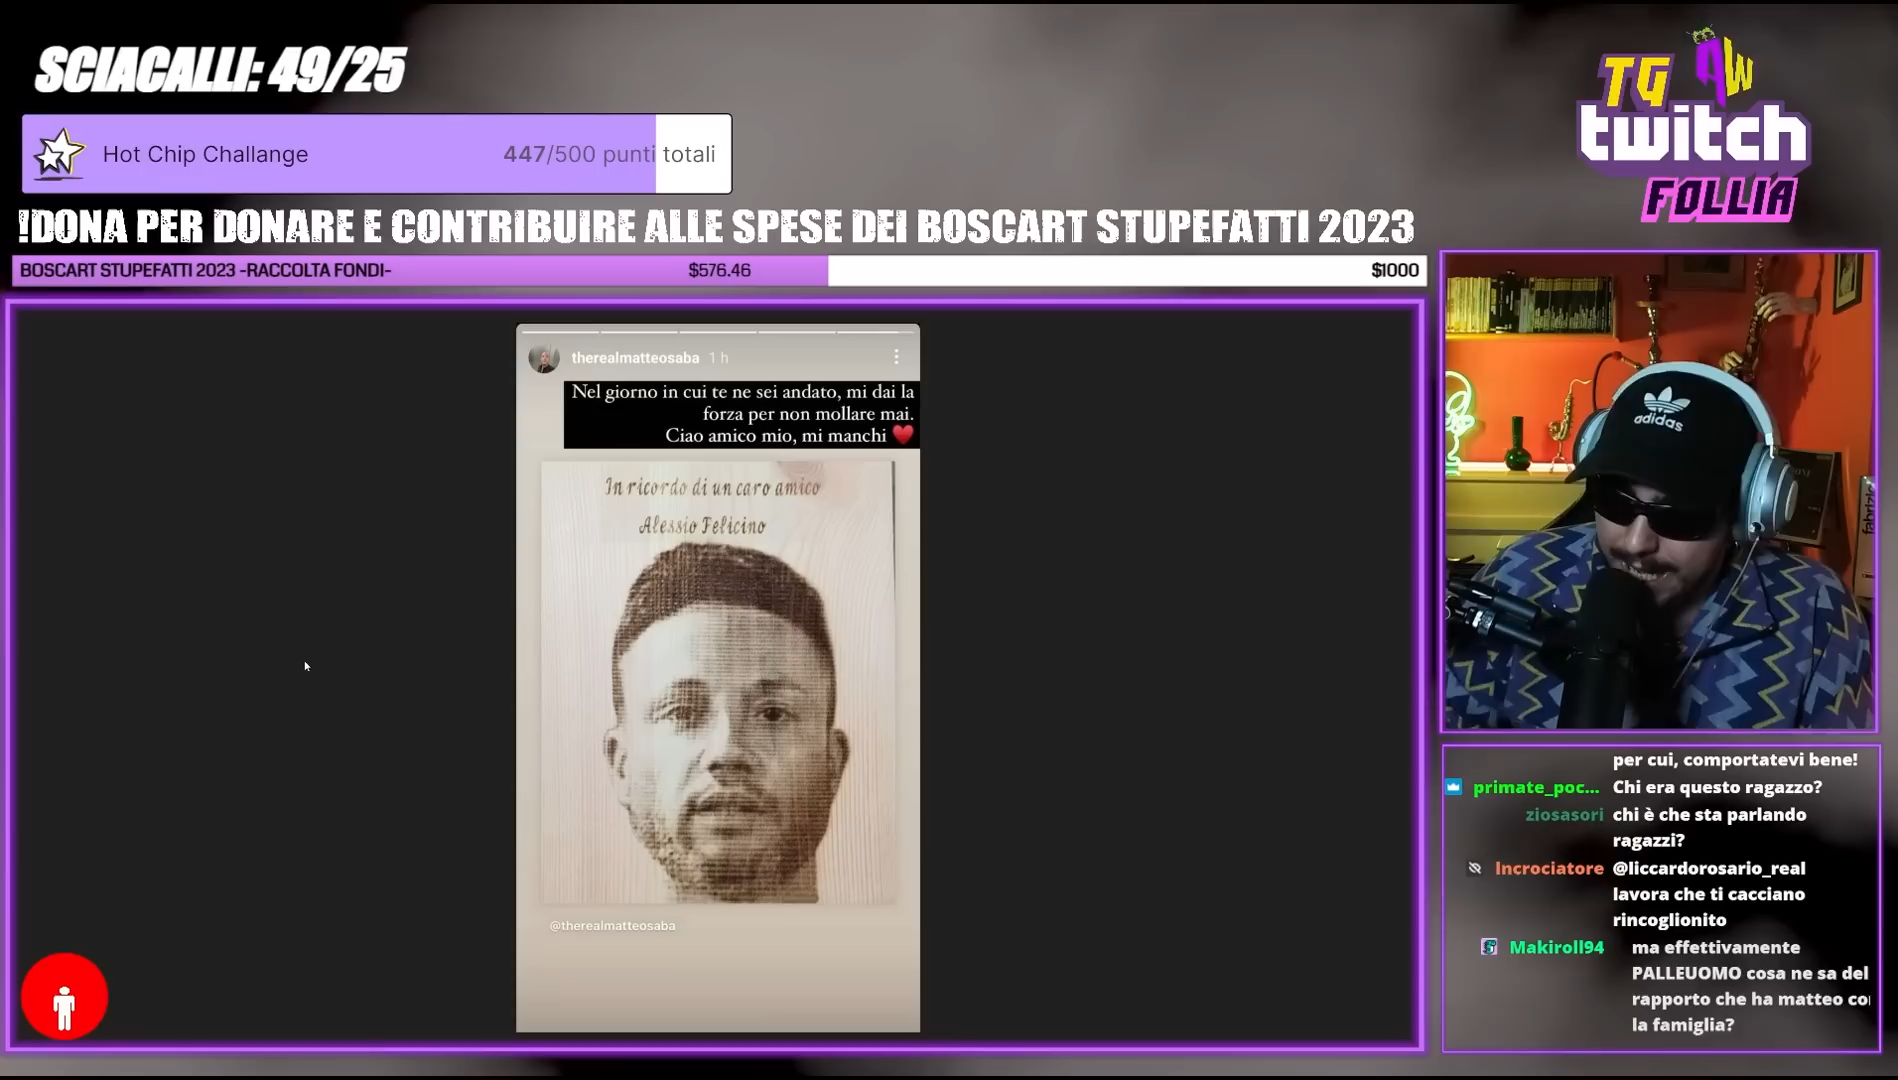 SCIACALLI: 49/25
Hot Chip Challange
447/500 punti totali
!DONA PER DONARE E CONTRIBUIRE ALLE SPESE DEI BOSCART STUPEFATTI 2023
BOSCART STUPEFATTI 2023 -RACCOLTA FONDI-
$576.46
$1000
TG AW
twitch
FOLLIA
therealmatteosaba 1 h
Nel giorno in cui te ne sei andato, mi dai la
forza per non mollare mai.
Ciao amico mio, mi manchi ❤️
In ricordo di un caro amico
Alessio Felicino
@therealmatteosaba
adidas
per cui, comportatevi bene!
primate_poc... Chi era questo ragazzo?
ziosasori chi è che sta parlando
ragazzi?
Incrociatore @liccardorosario_real
lavora che ti cacciano
rincoglionito
Makiroll94 ma effettivamente
PALLEUOMO cosa ne sa del
rapporto che ha matteo co
la famiglia?